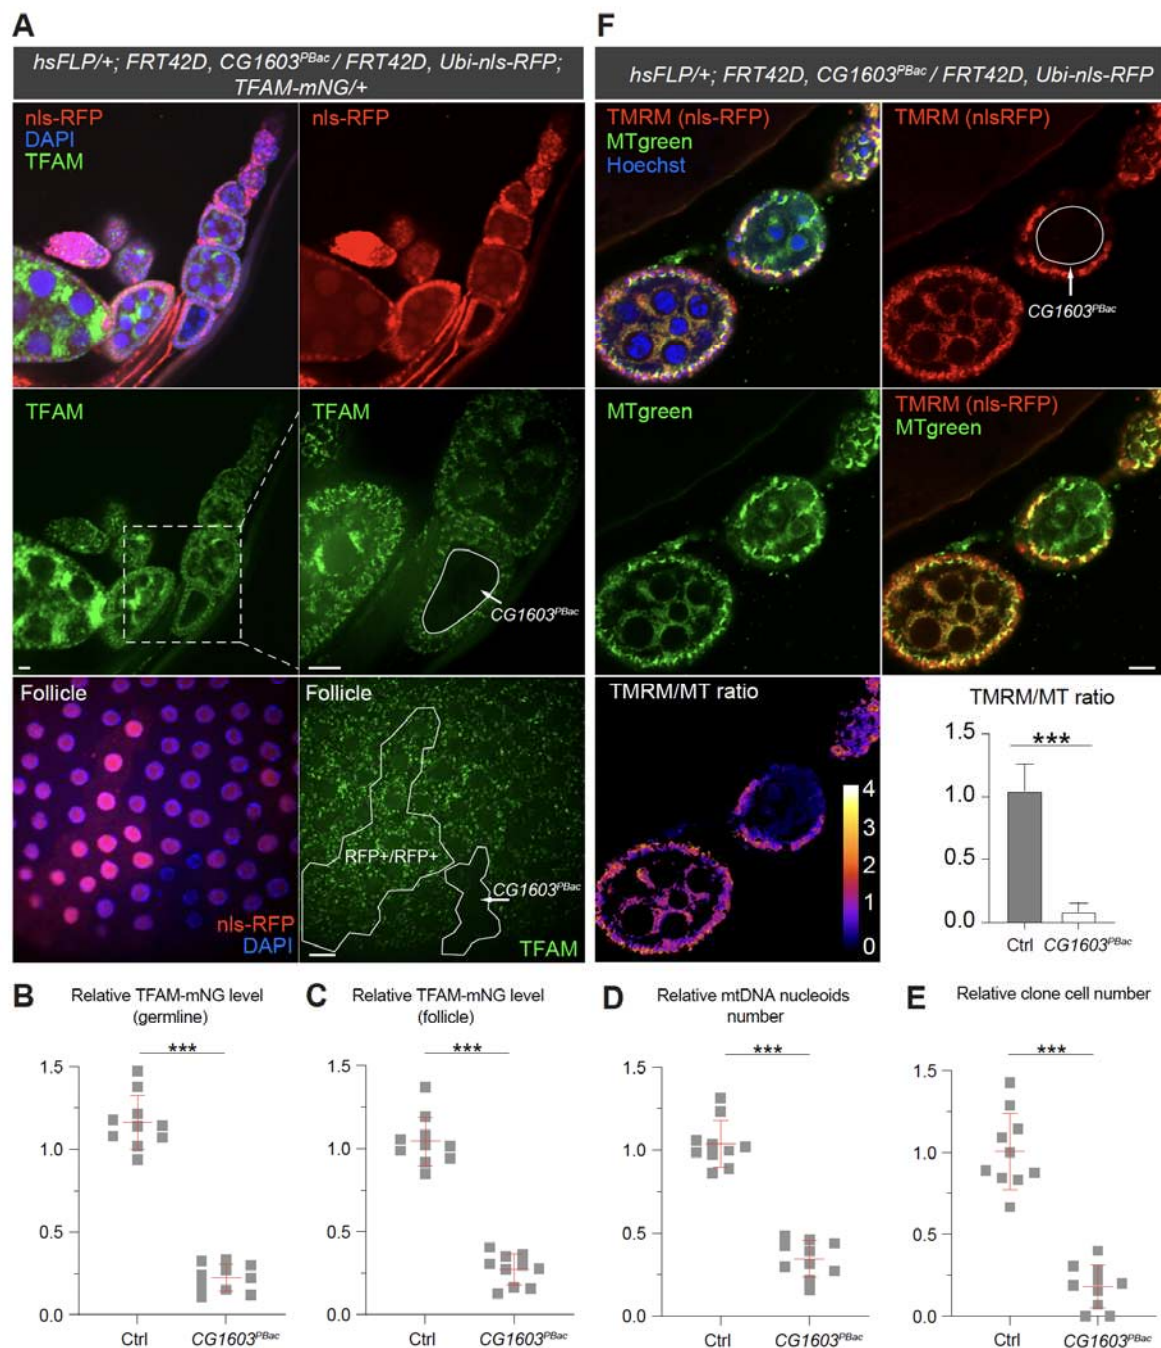 A
hsFLP/+; FRT42D, CG1603PBac / FRT42D, Ubi-nls-RFP;
TFAM-mNG/+
nls-RFP
DAPI
TFAM
nls-RFP
TFAM
TFAM
CG1603PBac
Follicle
nls-RFP
DAPI
Follicle
RFP+/RFP+
CG1603PBac
TFAM
F
hsFLP/+; FRT42D, CG1603PBac / FRT42D, Ubi-nls-RFP
TMRM (nls-RFP)
MTgreen
Hoechst
TMRM (nlsRFP)
CG1603PBac
MTgreen
TMRM (nls-RFP)
MTgreen
TMRM/MT ratio
4
3
2
1
0
TMRM/MT ratio
1.5
1.0
0.5
0.0
***
Ctrl
CG1603PBac
B
Relative TFAM-mNG level
(germline)
***
1.5
1.0
0.5
0.0
Ctrl
CG1603PBac
C
Relative TFAM-mNG level
(follicle)
***
1.5
1.0
0.5
0.0
Ctrl
CG1603PBac
D
Relative mtDNA nucleoids
number
***
1.5
1.0
0.5
0.0
Ctrl
CG1603PBac
E
Relative clone cell number
***
1.5
1.0
0.5
0.0
Ctrl
CG1603PBac